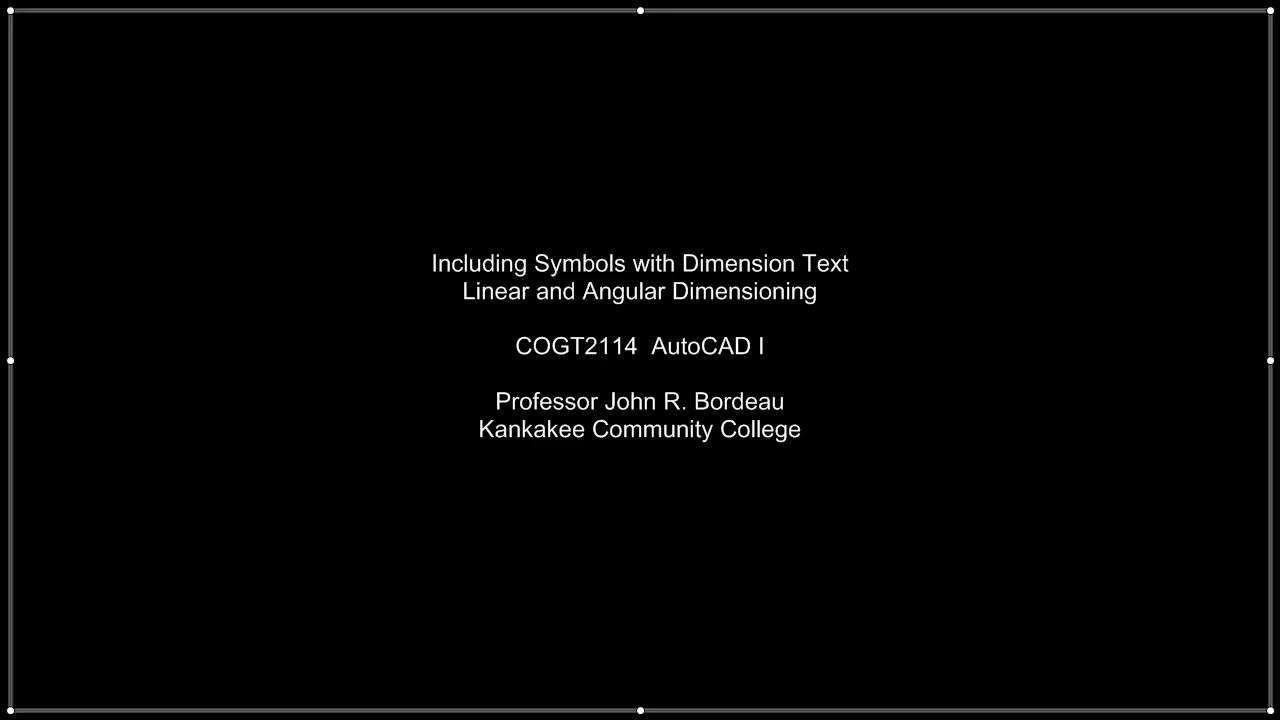 Including Symbols with Dimension Text
Linear and Angular Dimensioning
COGT2114  AutoCAD I
Professor John R. Bordeau
Kankakee Community College